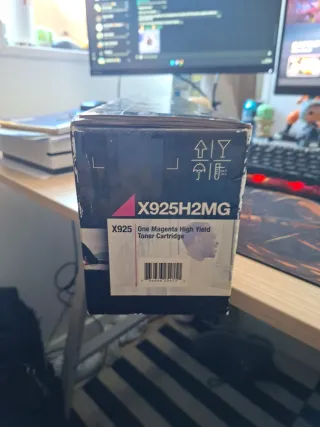 X925H2MG
X925 One Magenta High Yield
Toner Cartridge